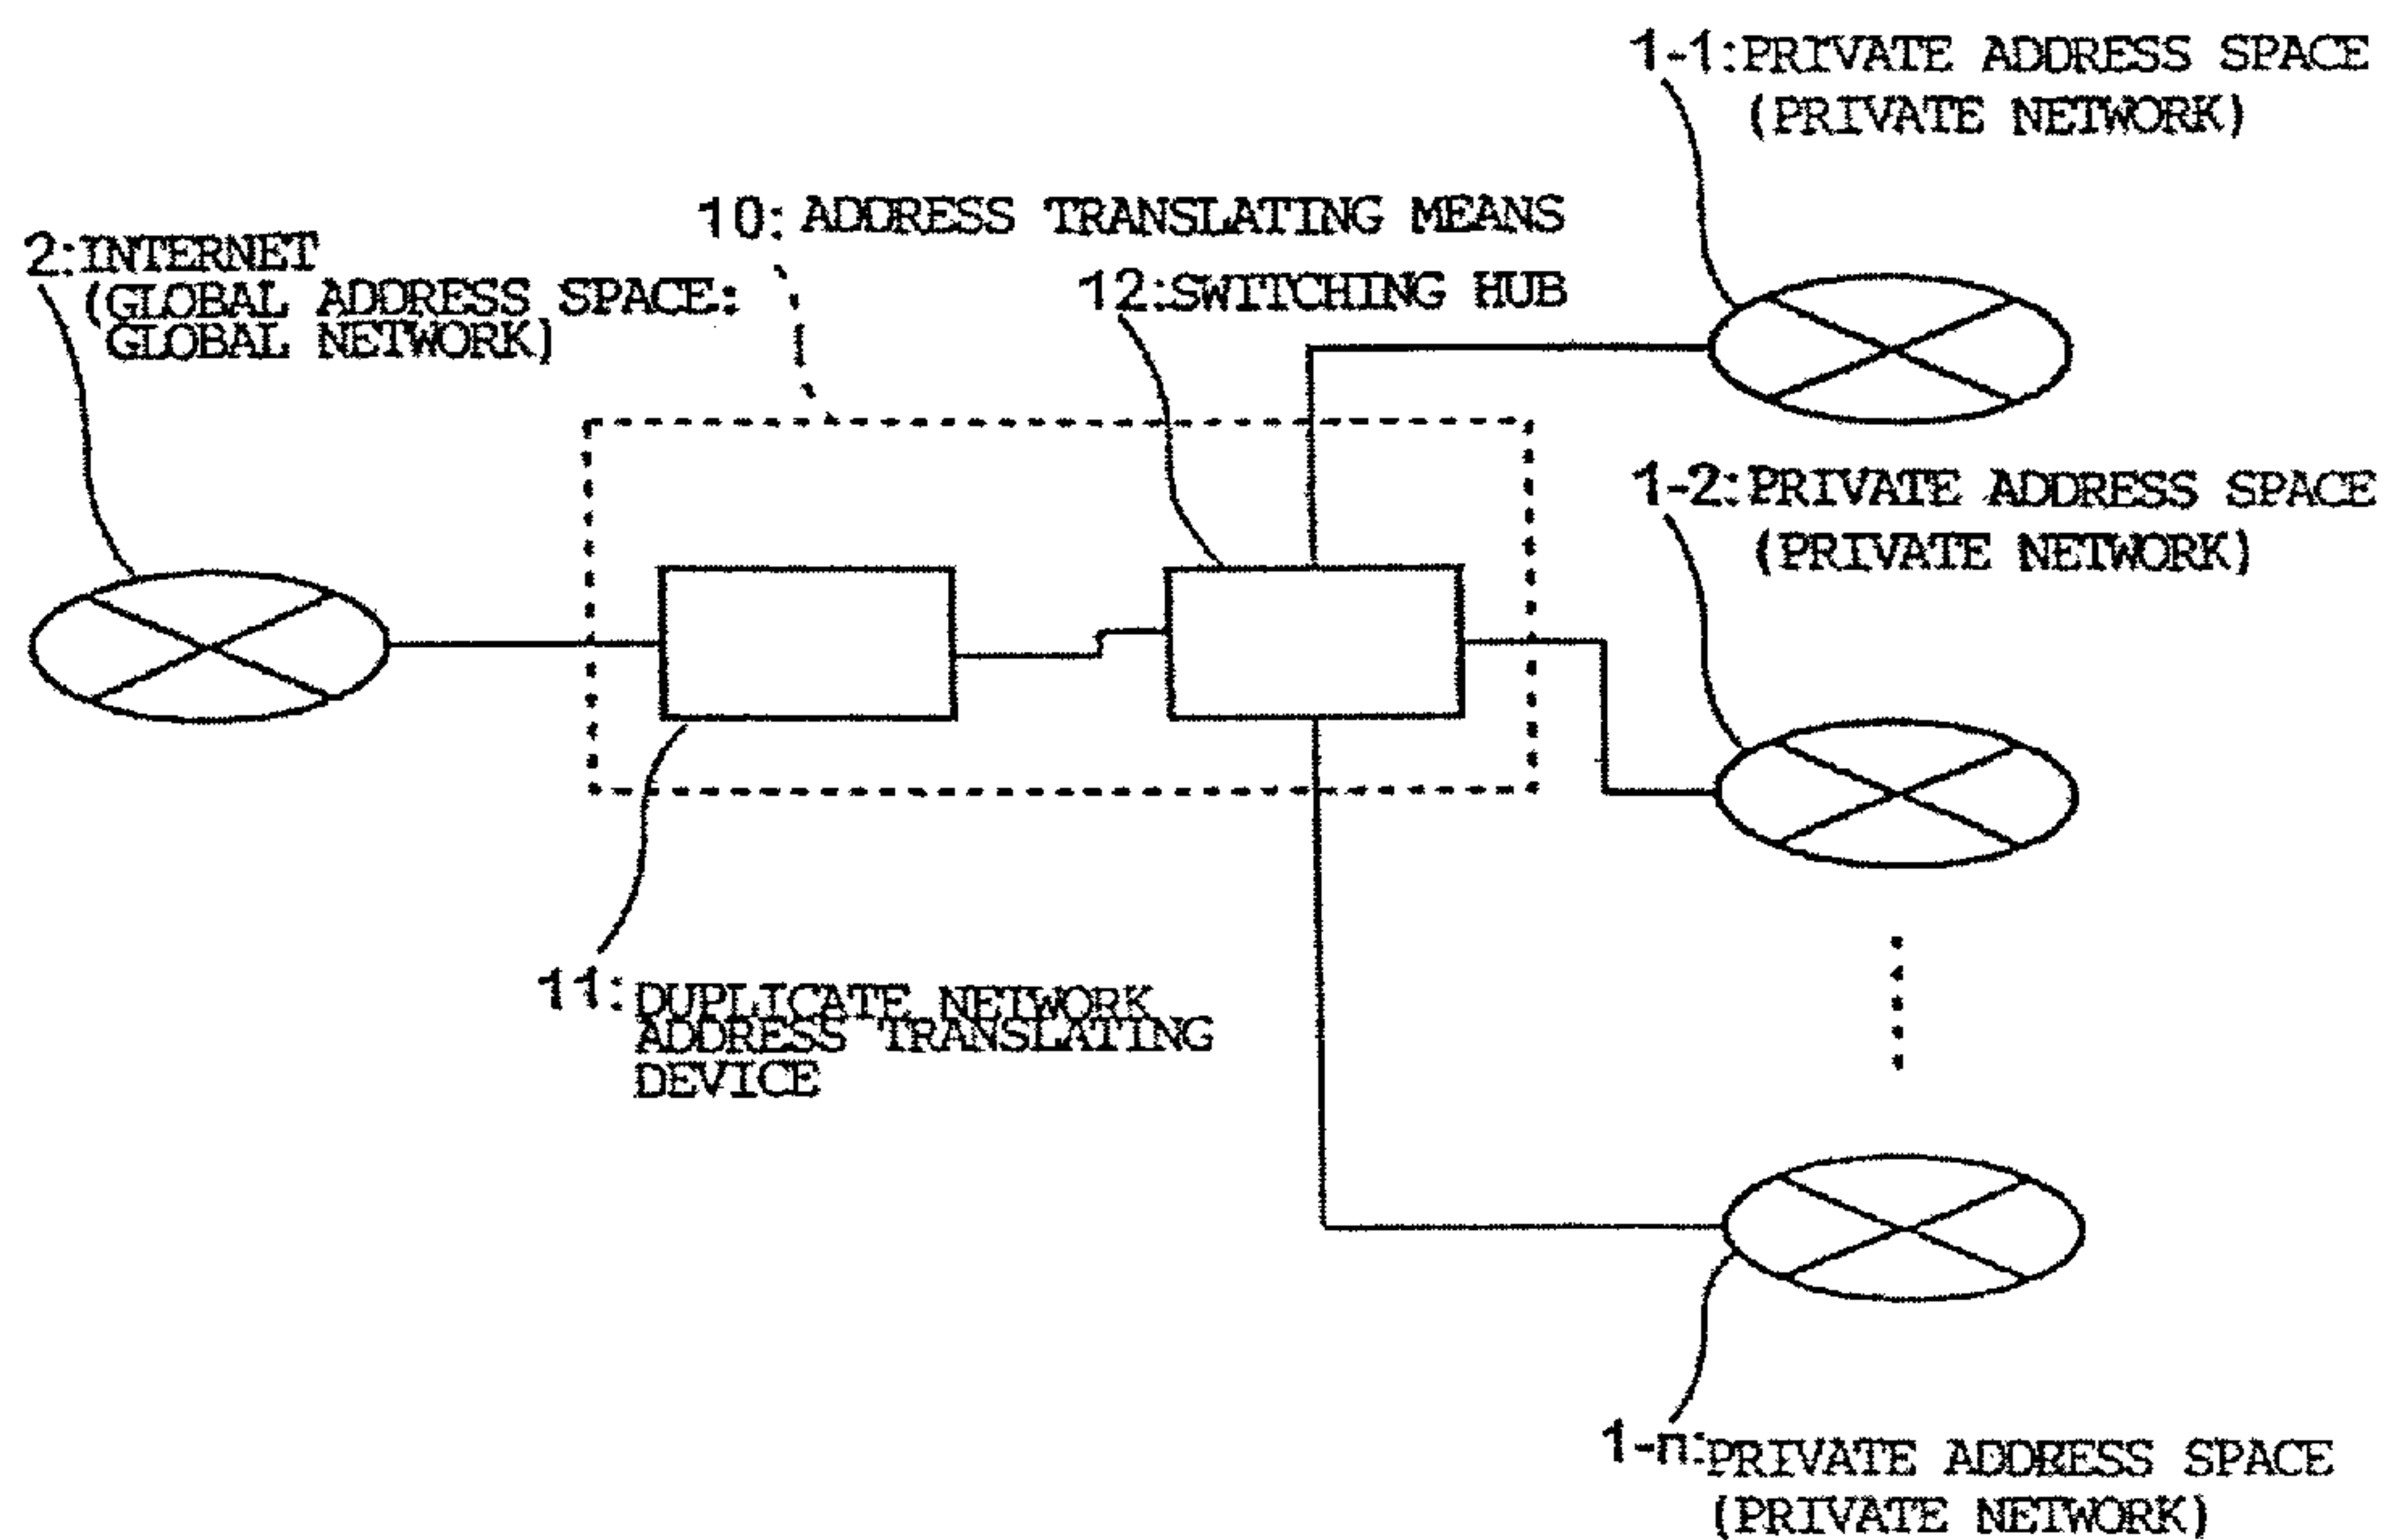 1-1:PRIVATE ADDRESS SPACE
(PRIVATE NETWORK)
10: ADDRESS TRANSLATING MEANS
2:INTERNET
(GLOBAL ADDRESS SPACE:
GLOBAL NETWORK)
12:SWITCHING HUB
1-2:PRIVATE ADDRESS SPACE
(PRIVATE NETWORK)
11:DUPLICATE NETWORK
ADDRESS TRANSLATING
DEVICE
1-n:PRIVATE ADDRESS SPACE
(PRIVATE NETWORK)